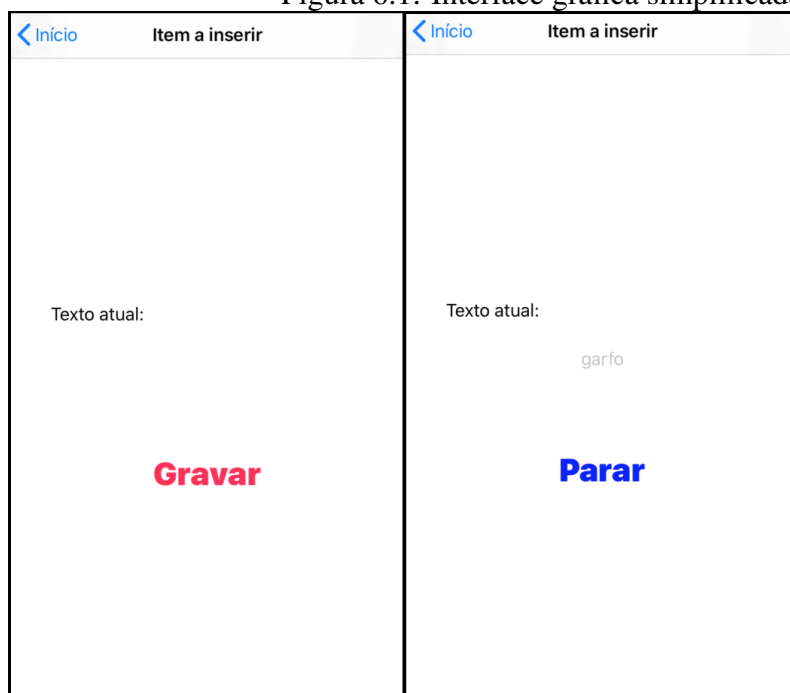 Figura 6.1: Interface gráfica simplificada
Início
Item a inserir
Texto atual:
Gravar
Início
Item a inserir
Texto atual:
garfo
Parar